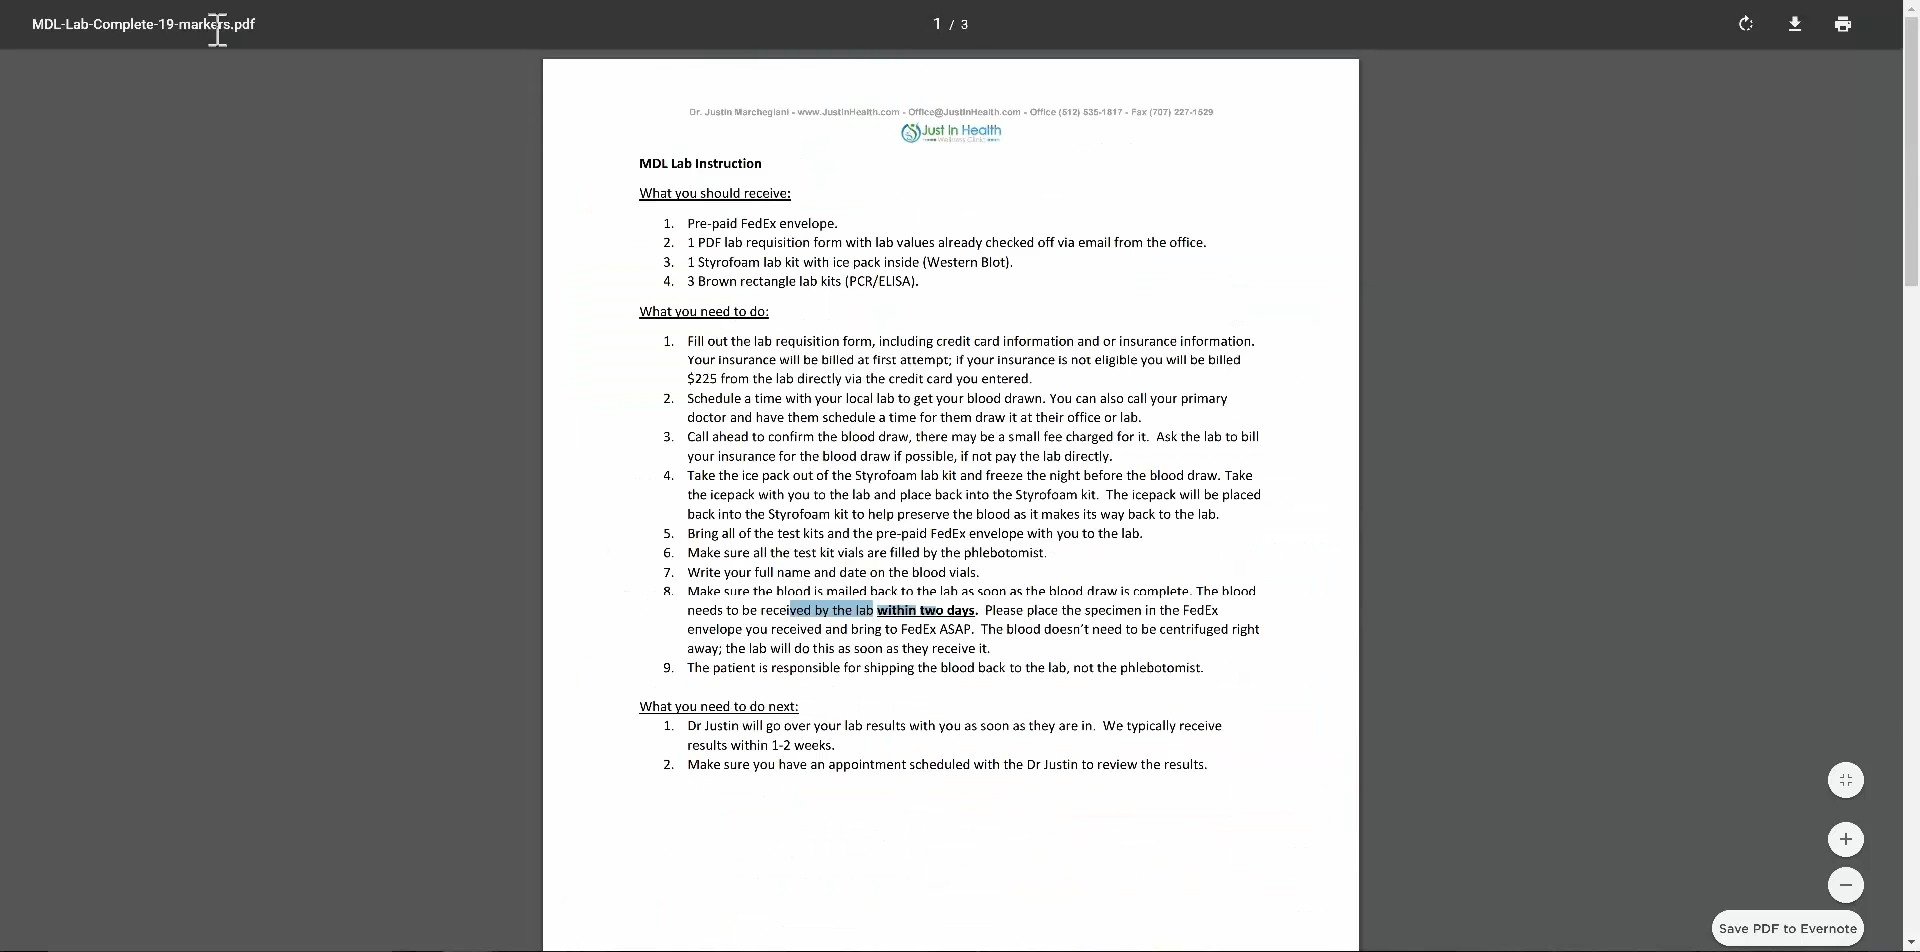 MDL-Lab-Complete-19-markers.pdf
1 / 3
Dr. Justin Marchegiani - www.JustinHealth.com - Office@JustInHealth.com - Office (512) 535-1817 - Fax (707) 227-1529
Just In Health
Wellness Clinic
MDL Lab Instruction
What you should receive:
1. Pre-paid FedEx envelope.
2. 1 PDF lab requisition form with lab values already checked off via email from the office.
3. 1 Styrofoam lab kit with ice pack inside (Western Blot).
4. 3 Brown rectangle lab kits (PCR/ELISA).
What you need to do:
1. Fill out the lab requisition form, including credit card information and or insurance information.
Your insurance will be billed at first attempt; if your insurance is not eligible you will be billed
$225 from the lab directly via the credit card you entered.
2. Schedule a time with your local lab to get your blood drawn. You can also call your primary
doctor and have them schedule a time for them draw it at their office or lab.
3. Call ahead to confirm the blood draw, there may be a small fee charged for it. Ask the lab to bill
your insurance for the blood draw if possible, if not pay the lab directly.
4. Take the ice pack out of the Styrofoam lab kit and freeze the night before the blood draw. Take
the icepack with you to the lab and place back into the Styrofoam kit. The icepack will be placed
back into the Styrofoam kit to help preserve the blood as it makes its way back to the lab.
5. Bring all of the test kits and the pre-paid FedEx envelope with you to the lab.
6. Make sure all the test kit vials are filled by the phlebotomist.
7. Write your full name and date on the blood vials.
8. Make sure the blood is mailed back to the lab as soon as the blood draw is complete. The blood
needs to be received by the lab within two days. Please place the specimen in the FedEx
envelope you received and bring to FedEx ASAP. The blood doesn't need to be centrifuged right
away; the lab will do this as soon as they receive it.
9. The patient is responsible for shipping the blood back to the lab, not the phlebotomist.
What you need to do next:
1. Dr Justin will go over your lab results with you as soon as they are in. We typically receive
results within 1-2 weeks.
2. Make sure you have an appointment scheduled with the Dr Justin to review the results.
Save PDF to Evernote